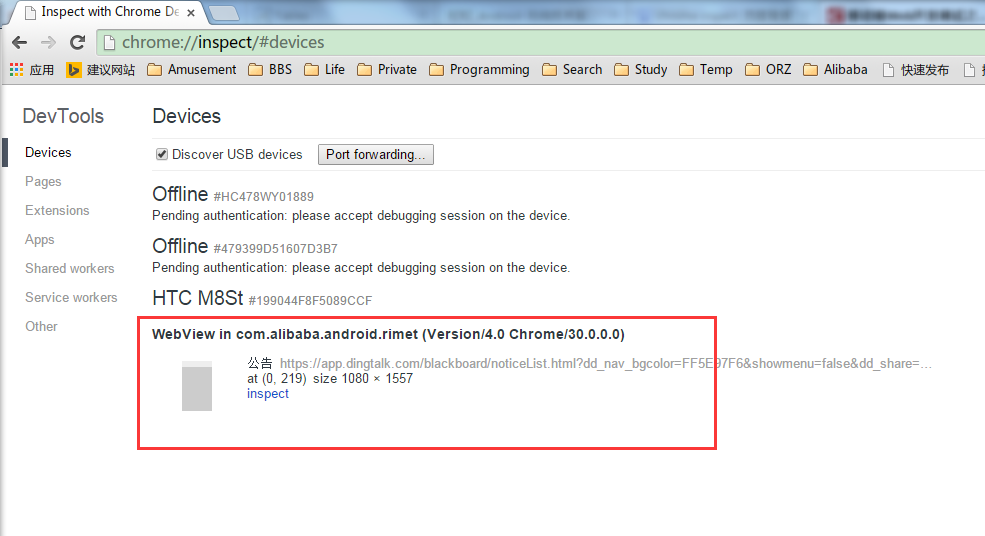 Inspect with Chrome De
chrome://inspect/#devices
应用 建议网站 Amusement BBS Life Private Programming Search Study Temp ORZ Alibaba 快速发布
DevTools
Devices
Pages
Extensions
Apps
Shared workers
Service workers
Other
Devices
Discover USB devices Port forwarding...
Offline #HC478WY01889
Pending authentication: please accept debugging session on the device.
Offline #479399D51607D3B7
Pending authentication: please accept debugging session on the device.
HTC M8St #199044F8F5089CCF
WebView in com.alibaba.android.rimet (Version/4.0 Chrome/30.0.0.0)
公告 https://app.dingtalk.com/blackboard/noticeList.html?dd_nav_bgcolor=FF5E97F6&showmenu=false&dd_share=...
at (0, 219) size 1080 × 1557
inspect